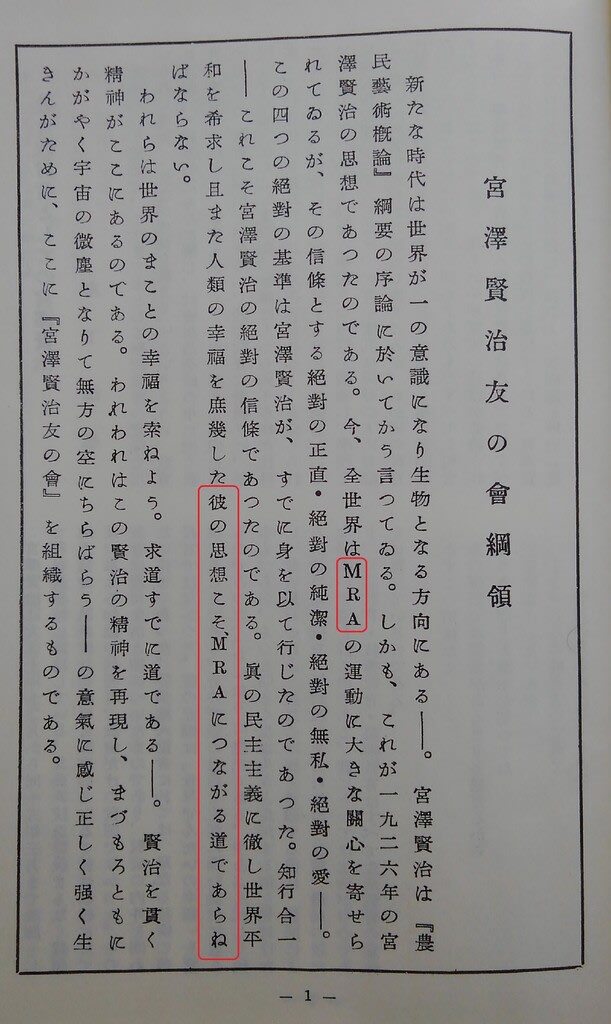 宮澤賢治友の會綱領
新たな時代は世界が一の意識になり生物となる方向にある――。宮澤賢治は『農
民藝術槪論』綱要の序論に於いてかう言つてゐる。しかも、これが一九二六年の宮
澤賢治の思想であつたのである。今、全世界はMRAの運動に大きな關心を寄せら
れてゐるが、その信條とする絕對の正直・絕對の純潔・絕對の無私・絕對の愛――。
この四つの絕對の基準は宮澤賢治が、すでに身を以て行じたのであつた。知行合一
――これこそ宮澤賢治の絕對の信條であつたのである。眞の民主主義に徹し世界平
和を希求し且また人類の幸福を庶幾した彼の思想こそ、MRAにつながる道であらね
ばならない。
われらは世界のまことの幸福を索ねよう。求道すでに道である――。賢治を貫く
精神がここにあるのである。われわれはこの賢治の精神を再現し、まづもろともに
かがやく宇宙の微塵となりて無方の空にちらばらう――の意氣に感じ正しく强く生
きんがために、ここに『宮澤賢治友の會』を組織するものである。
— 1 —